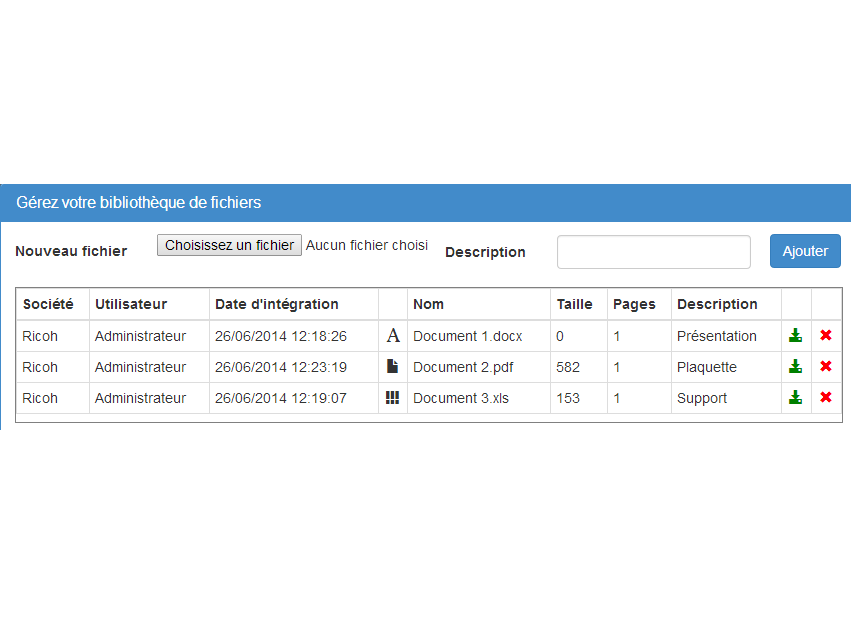 Gérez votre bibliothèque de fichiers
Nouveau fichier Choisissez un fichier Aucun fichier choisi Description Ajouter
Société Utilisateur Date d'intégration Nom Taille Pages Description
Ricoh Administrateur 26/06/2014 12:18:26 A Document 1.docx 0 1 Présentation
Ricoh Administrateur 26/06/2014 12:23:19 Document 2.pdf 582 1 Plaquette
Ricoh Administrateur 26/06/2014 12:19:07 Document 3.xls 153 1 Support